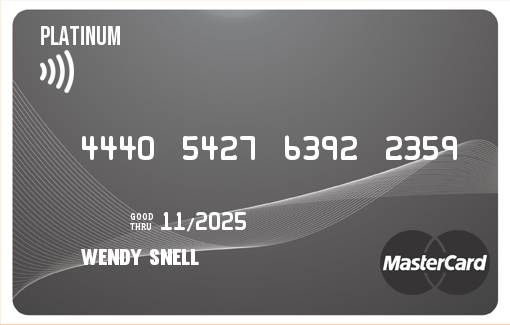 PLATINUM
4440 5427 6392 2359
GOOD THRU 11/2025
WENDY SNELL
MasterCard